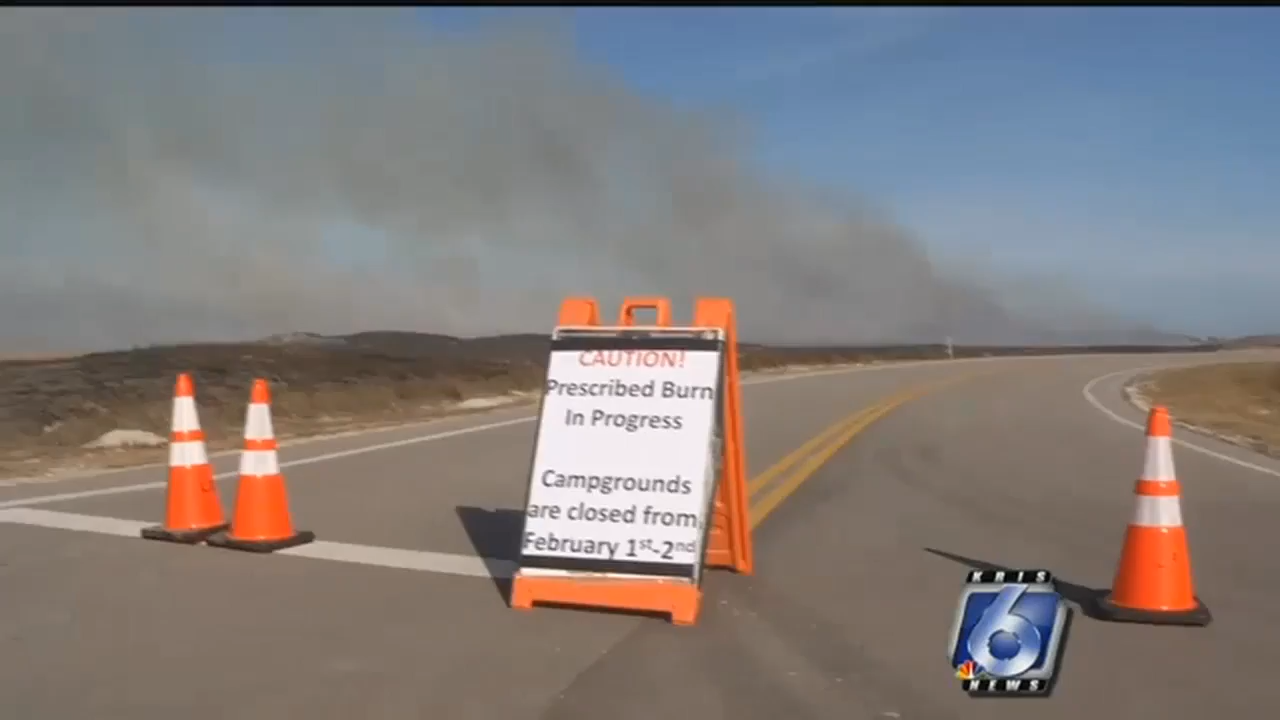 CAUTION!
Prescribed Burn
In Progress
Campgrounds
are closed from
February 1st-2nd
KRIS
6
NEWS